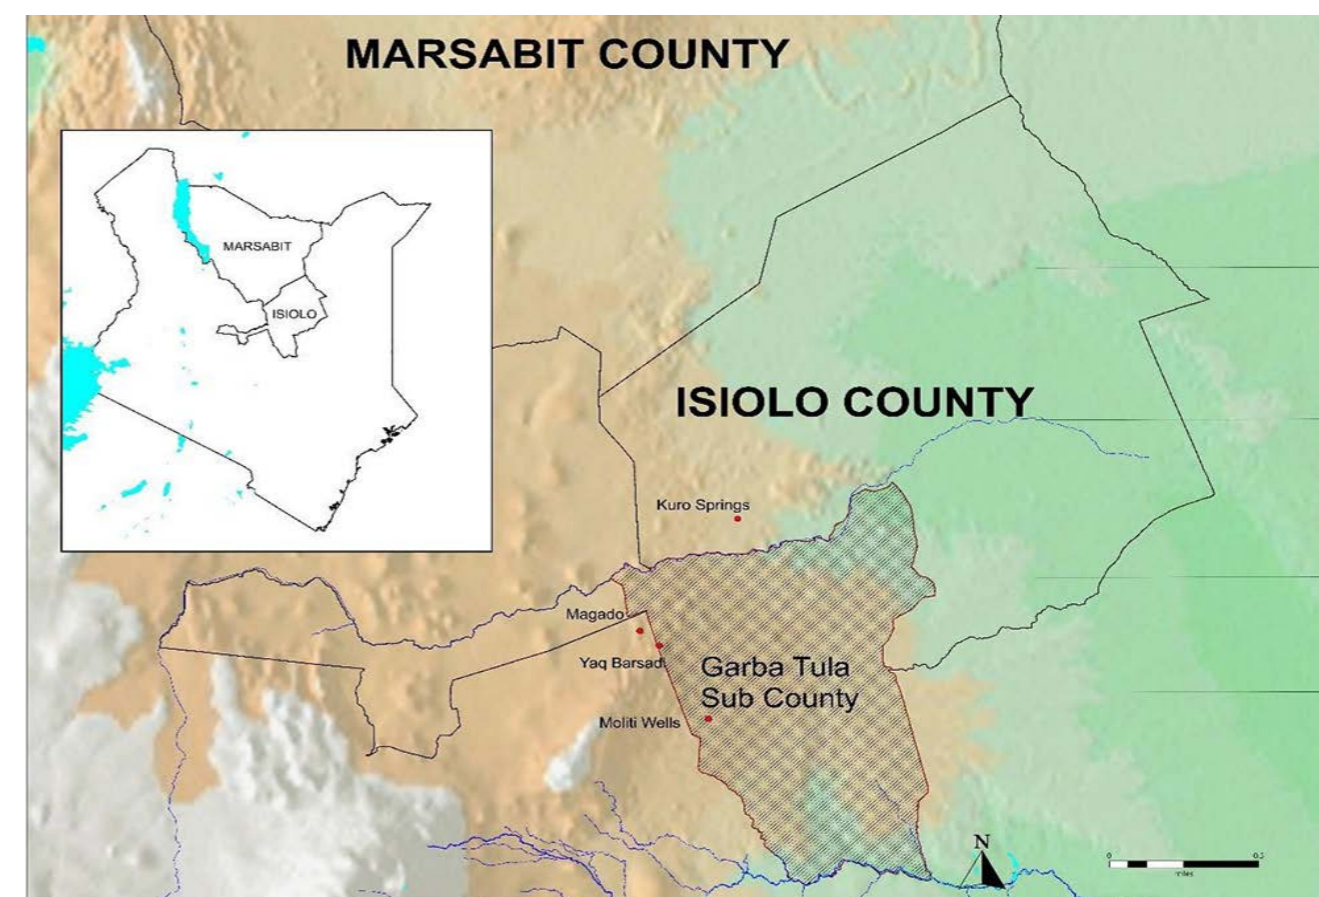 MARSABIT COUNTY
MARSABIT
ISIOLO
ISIOLO COUNTY
Kuro Springs
Magado
Yaq Barsad
Garba Tula
Sub County
Moliti Wells
N
0 0.5
miles